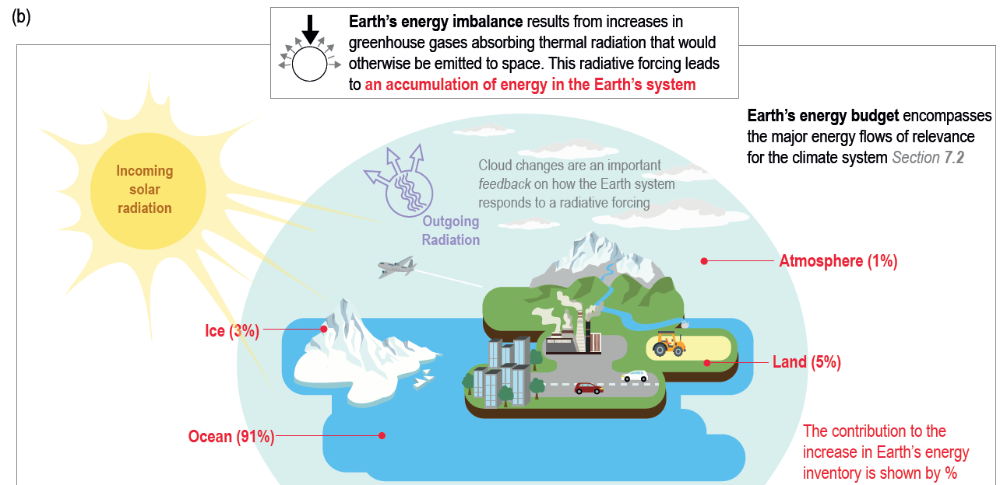 (b)
Earth's energy imbalance results from increases in
greenhouse gases absorbing thermal radiation that would
otherwise be emitted to space. This radiative forcing leads
to an accumulation of energy in the Earth's system
Earth's energy budget encompasses
the major energy flows of relevance
for the climate system Section 7.2
Incoming
solar
radiation
Cloud changes are an important
feedback on how the Earth system
responds to a radiative forcing
Outgoing
Radiation
Atmosphere (1%)
Ice (3%)
Land (5%)
Ocean (91%)
The contribution to the
increase in Earth's energy
inventory is shown by %